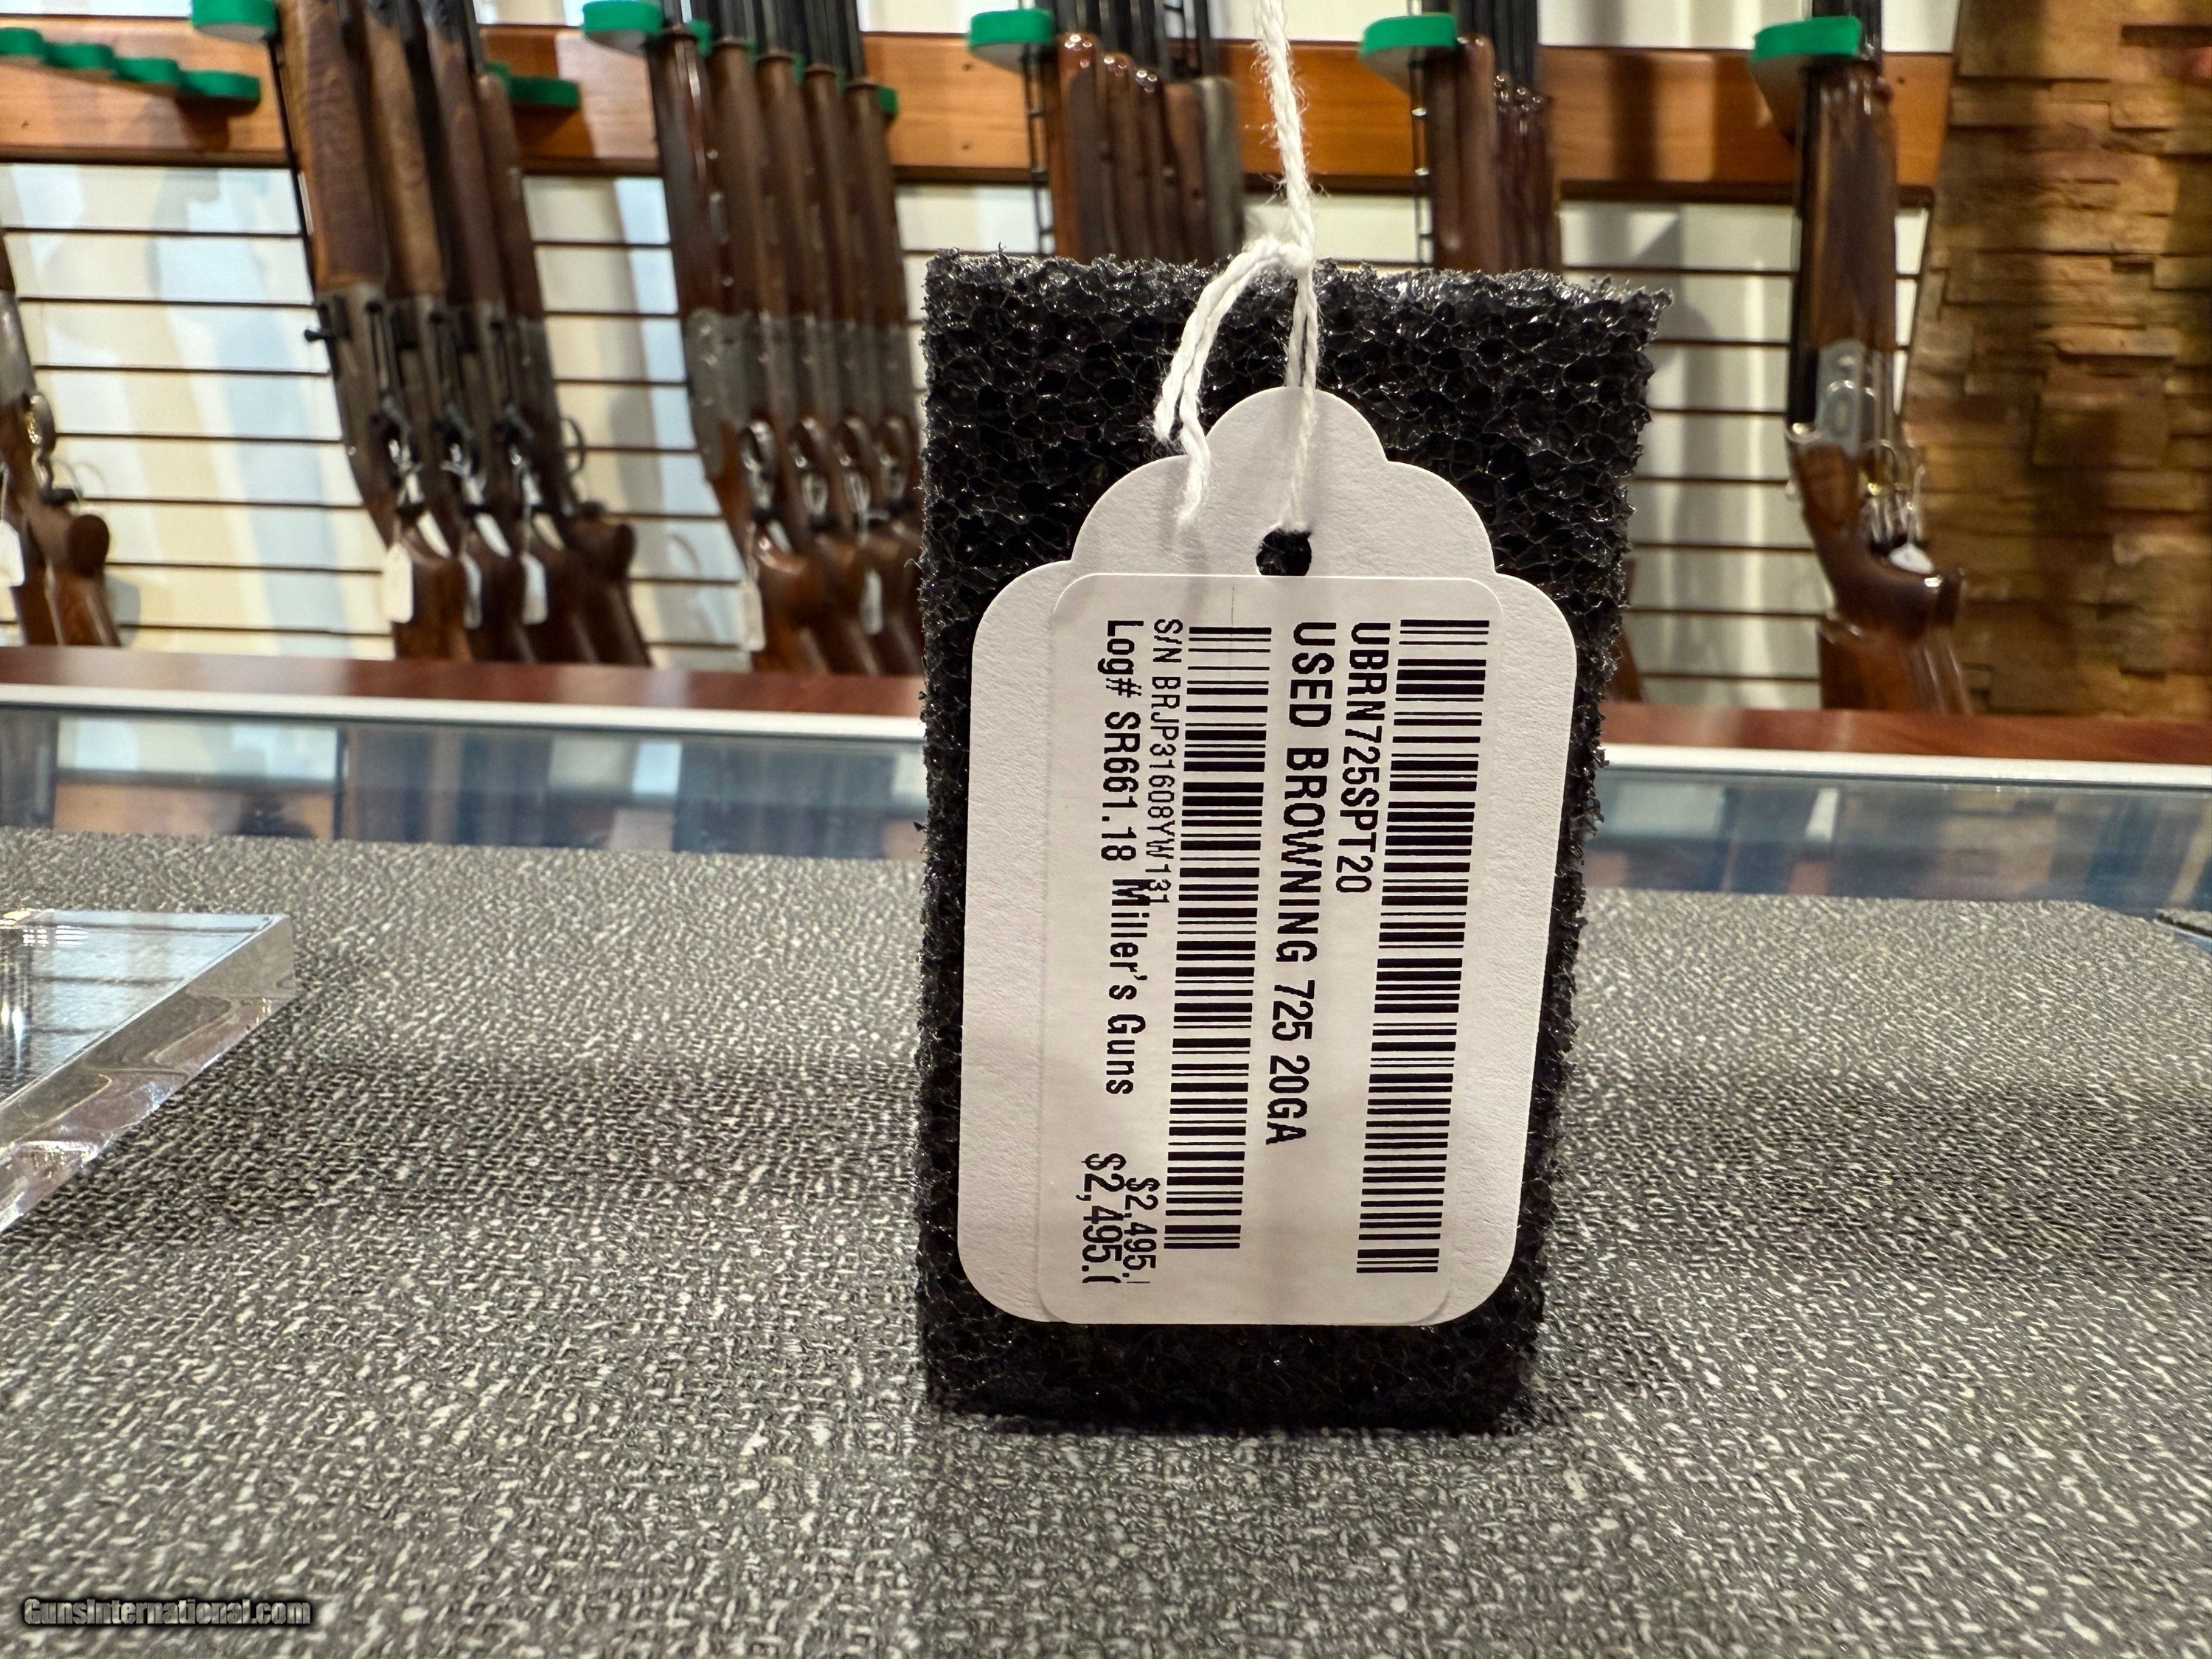 UBRN725SPT20
USED BROWNING 725 20GA
S/N BRJP31608YW131
$2,495.
Log# SR661.18 Miller's Guns $2,495.(
GunsInternational.com